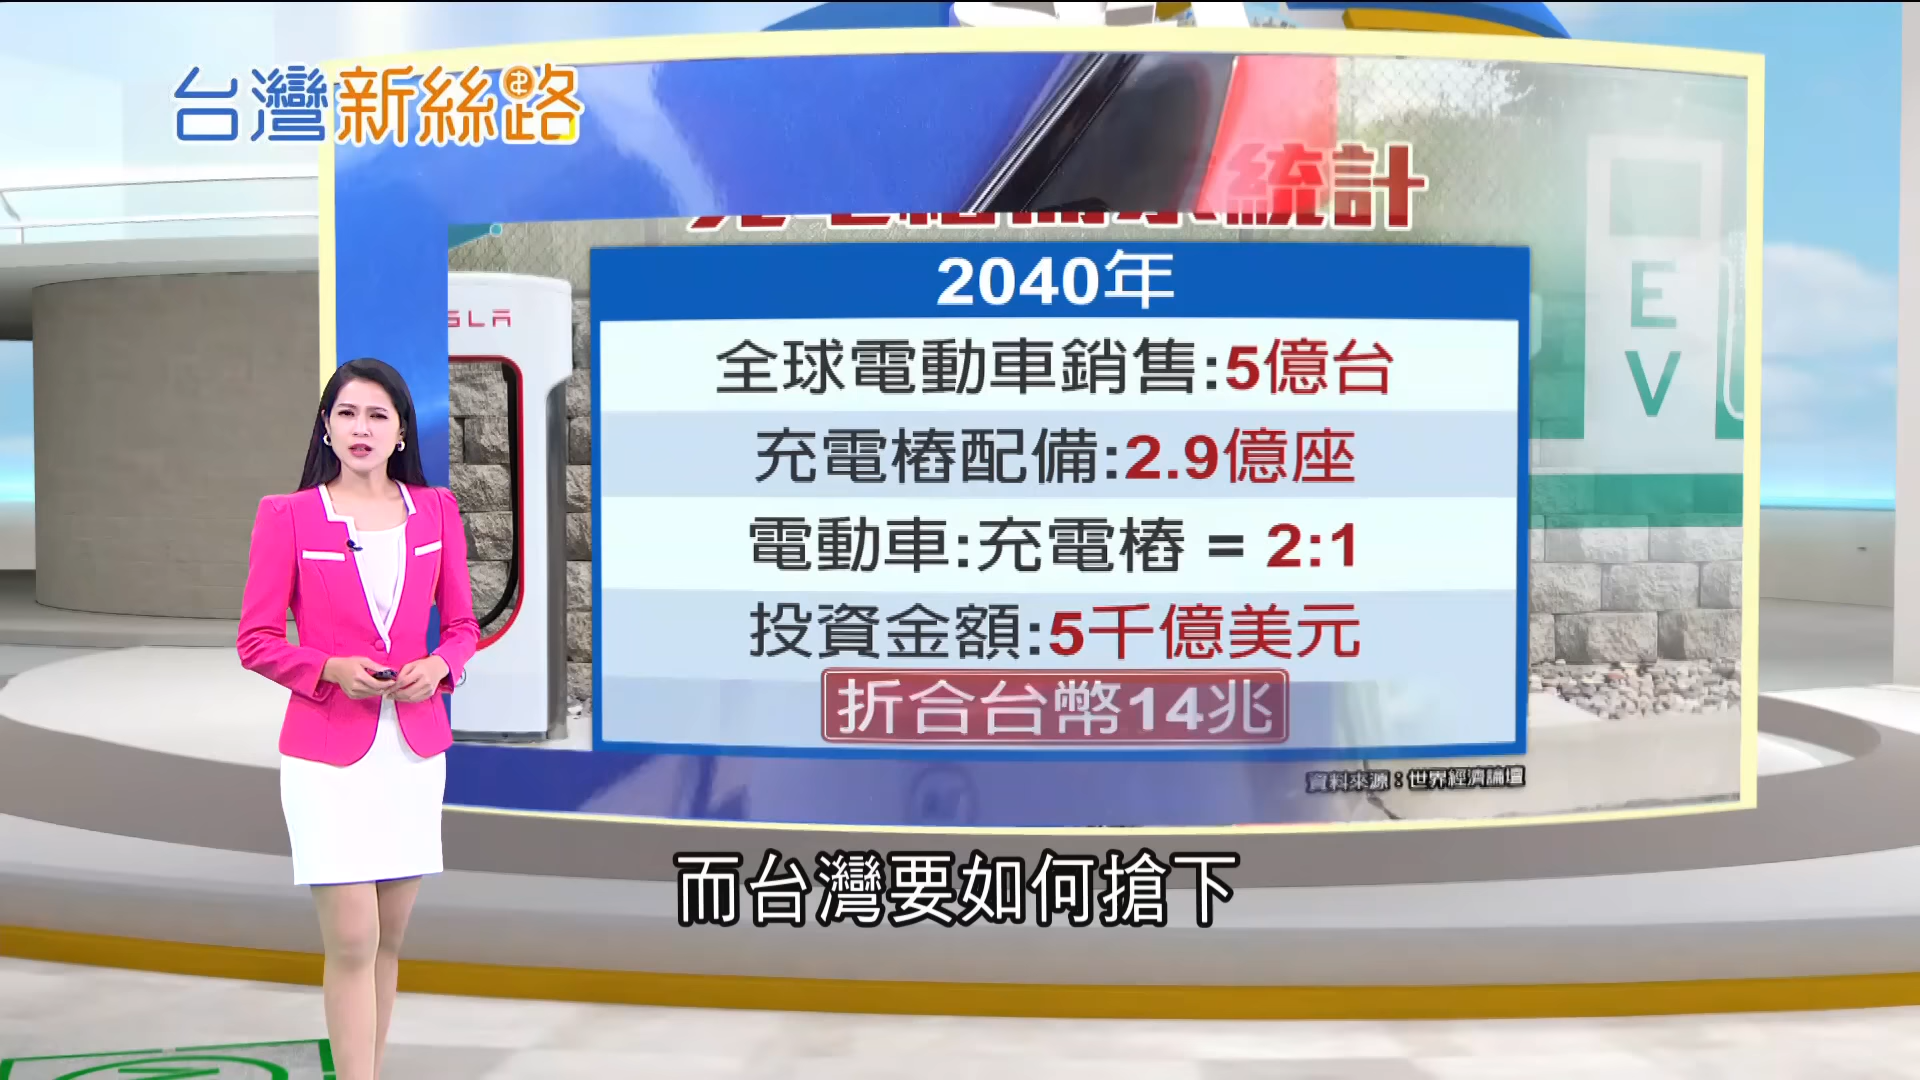 台灣新絲路
統計
2040年
全球電動車銷售:5億台
SLA
充電樁配備:2.9億座
電動車:充電樁 = 2:1
投資金額:5千億美元
折合台幣14兆
資料來源:世界經濟論壇
EV
而台灣要如何搶下